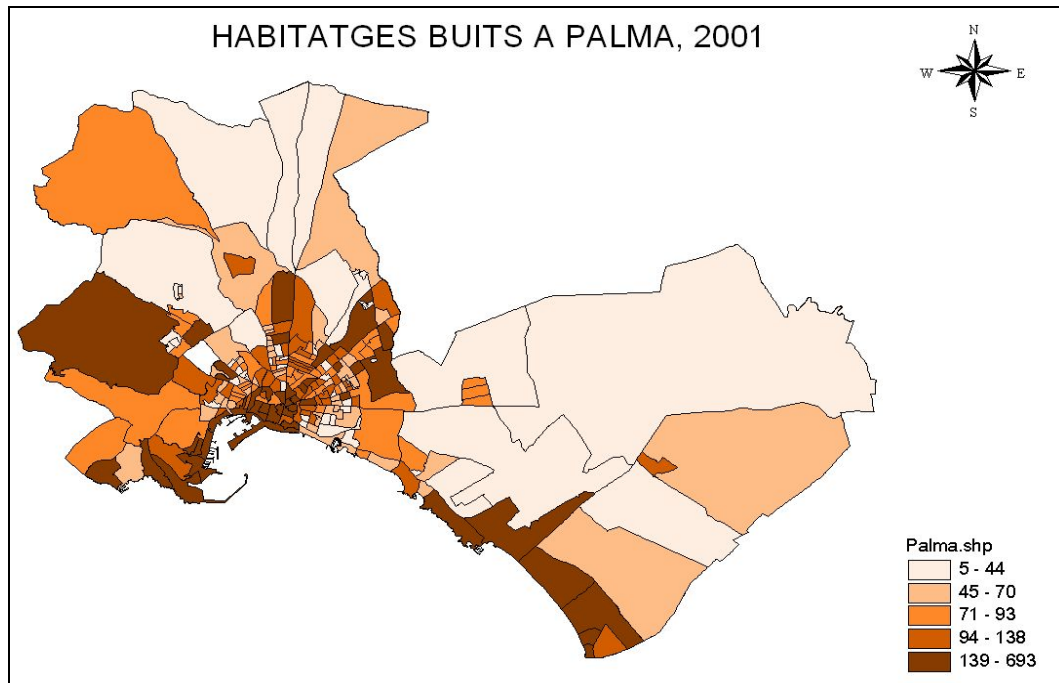 HABITATGES BUITS A PALMA, 2001
N
W E
S
Palma.shp
5 - 44
45 - 70
71 - 93
94 - 138
139 - 693